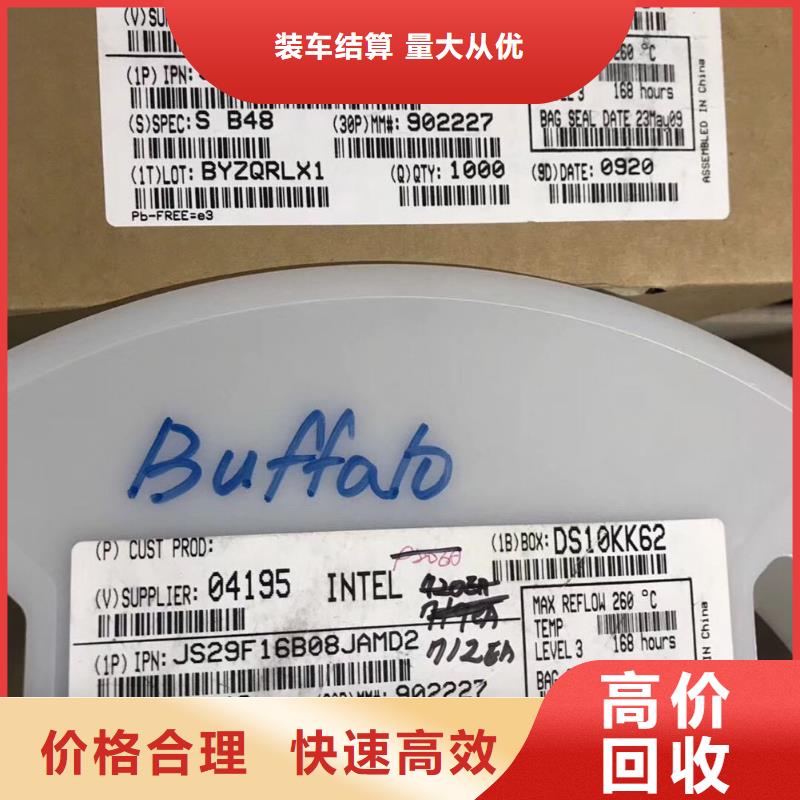 装车结算 量大从优
(V)SU
260 °C
(1P) IPN:
LEVEL 3 168 hours
(S)SPEC: S B48 (30P)MM#: 902227 BAG SEAL DATE 23May09
(1T)LOT: BYZQRLX1 (Q)QTY: 1000 (9D)DATE: 0920
Pb-FREE=e3
ASSEMBLED IN China
Buffalo
(P) CUST PROD: (1B)BOX: DS10KK62
(V)SUPPLIER: 04195 INTEL 420EA
MAX REFLOW 260 °C
TEMP
(1P) IPN: JS29F16B08JAMD2 712EA LEVEL 3 168 hours
902227 BAG
IN China
价格合理 快速高效
高价
回收